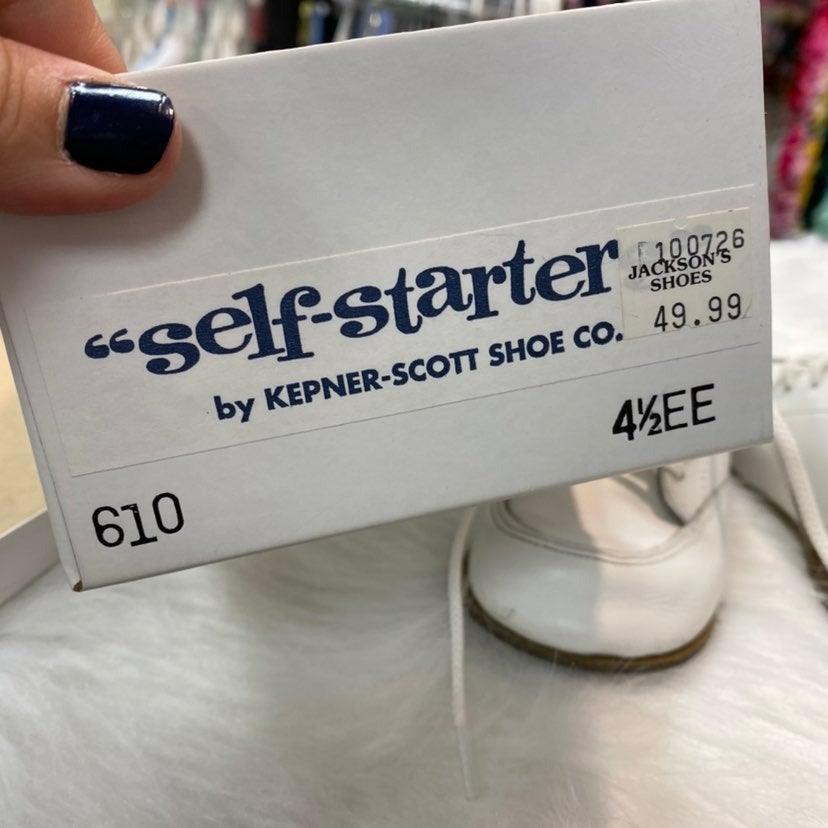 100726
JACKSON'S
SHOES
49.99
“self-starter
by KEPNER-SCOTT SHOE CO.
4½EE
610